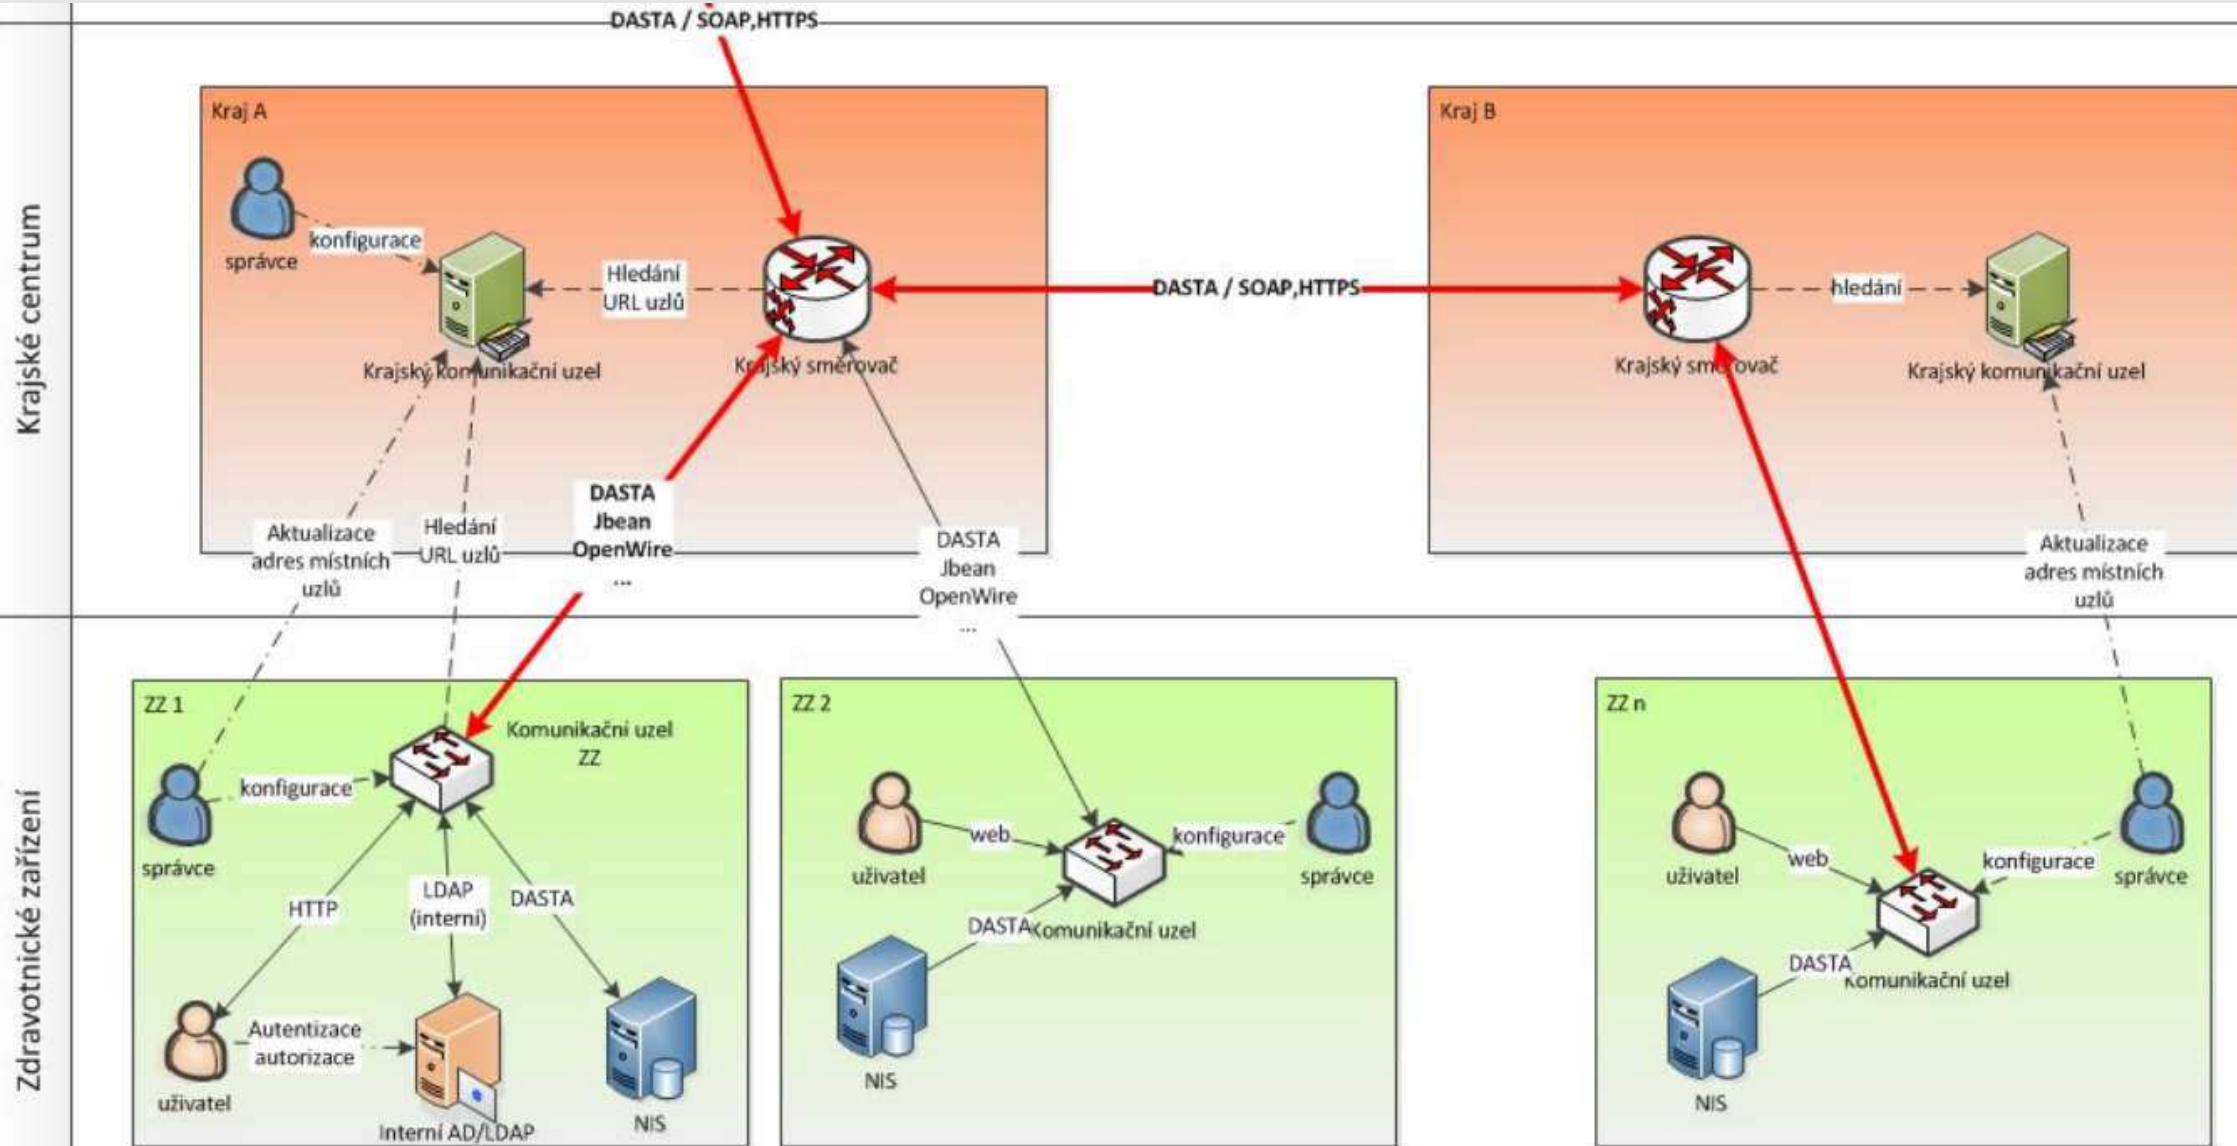 DASTA / SOAP,HTTPS
Krajské centrum
Kraj A
správce
konfigurace
Hledání
URL uzlů
Krajský komunikační uzel
Krajský směrovač
DASTA / SOAP,HTTPS
Kraj B
Krajský směrovač
hledání
Krajský komunikační uzel
Aktualizace
adres místních
uzlů
Hledání
URL uzlů
DASTA
Jbean
OpenWire
...
DASTA
Jbean
OpenWire
...
Aktualizace
adres místních
uzlů
Zdravotnické zařízení
ZZ 1
Komunikační uzel
ZZ
konfigurace
správce
HTTP
LDAP
(interní)
DASTA
Autentizace
autorizace
uživatel
Interní AD/LDAP
NIS
ZZ 2
web
konfigurace
uživatel
správce
DASTA
Komunikační uzel
NIS
ZZ n
web
konfigurace
uživatel
správce
DASTA
Komunikační uzel
NIS